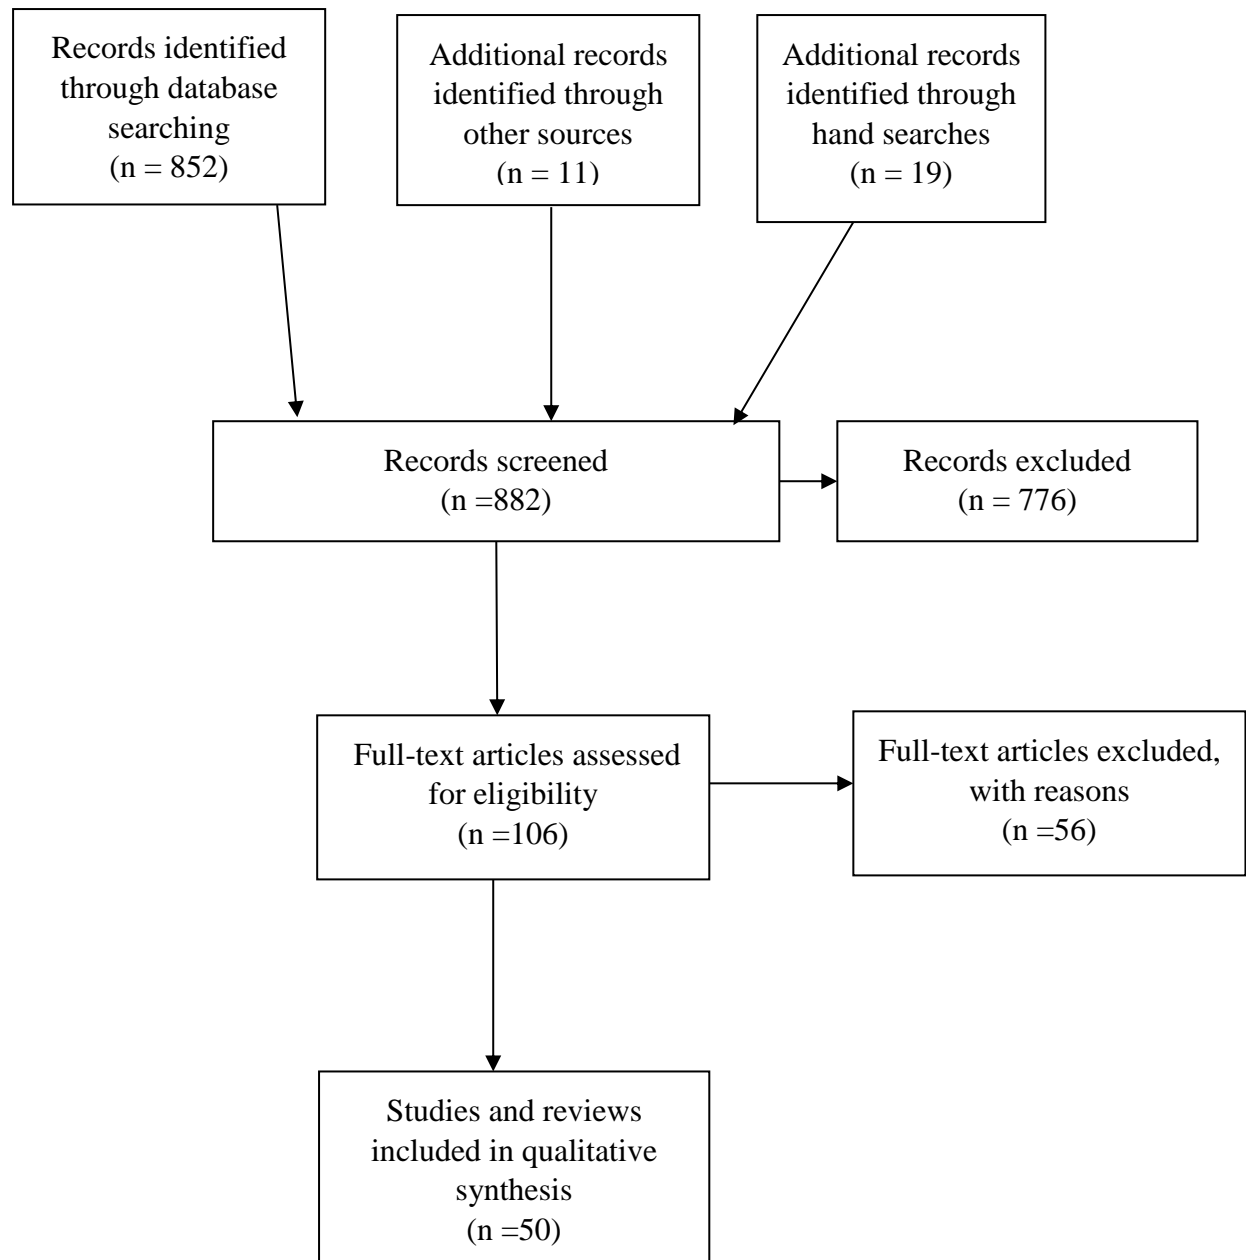 Records identified
through database
searching
(n = 852)
Additional records
identified through
other sources
(n = 11)
Additional records
identified through
hand searches
(n = 19)
Records screened
(n =882)
Records excluded
(n = 776)
Full-text articles assessed
for eligibility
(n =106)
Full-text articles excluded,
with reasons
(n =56)
Studies and reviews
included in qualitative
synthesis
(n =50)